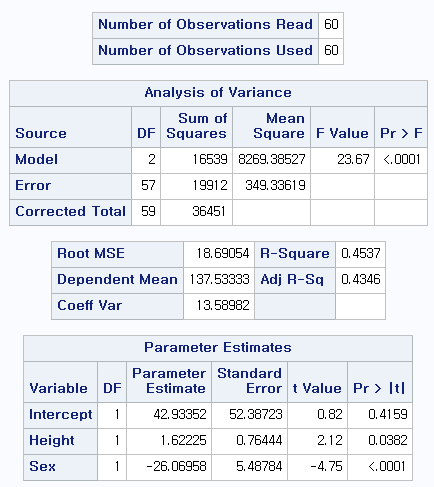 Number of Observations Read 60
Number of Observations Used 60
Analysis of Variance
Source DF Sum of Squares Mean Square F Value Pr > F
Model 2 16539 8269.38527 23.67 <.0001
Error 57 19912 349.33619
Corrected Total 59 36451
Root MSE 18.69054 R-Square 0.4537
Dependent Mean 137.53333 Adj R-Sq 0.4346
Coeff Var 13.58982
Parameter Estimates
Variable DF Parameter Estimate Standard Error t Value Pr > |t|
Intercept 1 42.93352 52.38723 0.82 0.4159
Height 1 1.62225 0.76444 2.12 0.0382
Sex 1 -26.06958 5.48784 -4.75 <.0001